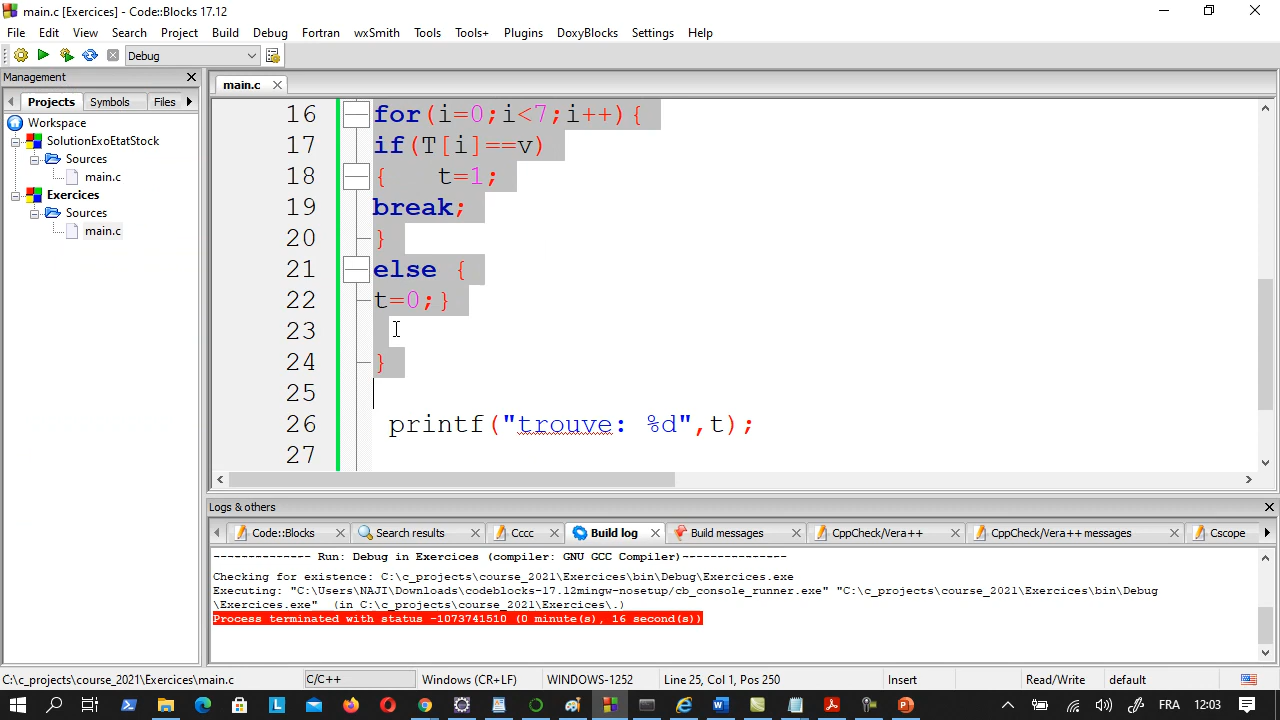 main.c [Exercices] - Code::Blocks 17.12
File Edit View Search Project Build Debug Fortran wxSmith Tools Tools+ Plugins DoxyBlocks Settings Help
Debug
Management
Projects Symbols Files
Workspace
SolutionExoEtatStock
Sources
main.c
Exercices
Sources
main.c
main.c
16 for(i=0;i<7;i++){
17 if(T[i]==v)
18 { t=1;
19 break;
20 }
21 else {
22 t=0;}
23
24 }
25
26 printf("trouve: %d",t);
27
Logs & others
Code::Blocks Search results Cccc Build log Build messages CppCheck/Vera++ CppCheck/Vera++ messages Cscope
-------------- Run: Debug in Exercices (compiler: GNU GCC Compiler)---------------
Checking for existence: C:\c_projects\course_2021\Exercices\bin\Debug\Exercices.exe
Executing: "C:\Users\NAJI\Downloads\codeblocks-17.12mingw-nosetup/cb_console_runner.exe" "C:\c_projects\course_2021\Exercices\bin\Debug
\Exercices.exe"  (in C:\c_projects\course_2021\Exercices\.)
Process terminated with status -1073741510 (0 minute(s), 16 second(s))
C:\c_projects\course_2021\Exercices\main.c C/C++ Windows (CR+LF) WINDOWS-1252 Line 25, Col 1, Pos 250 Insert Read/Write default
FRA 12:03